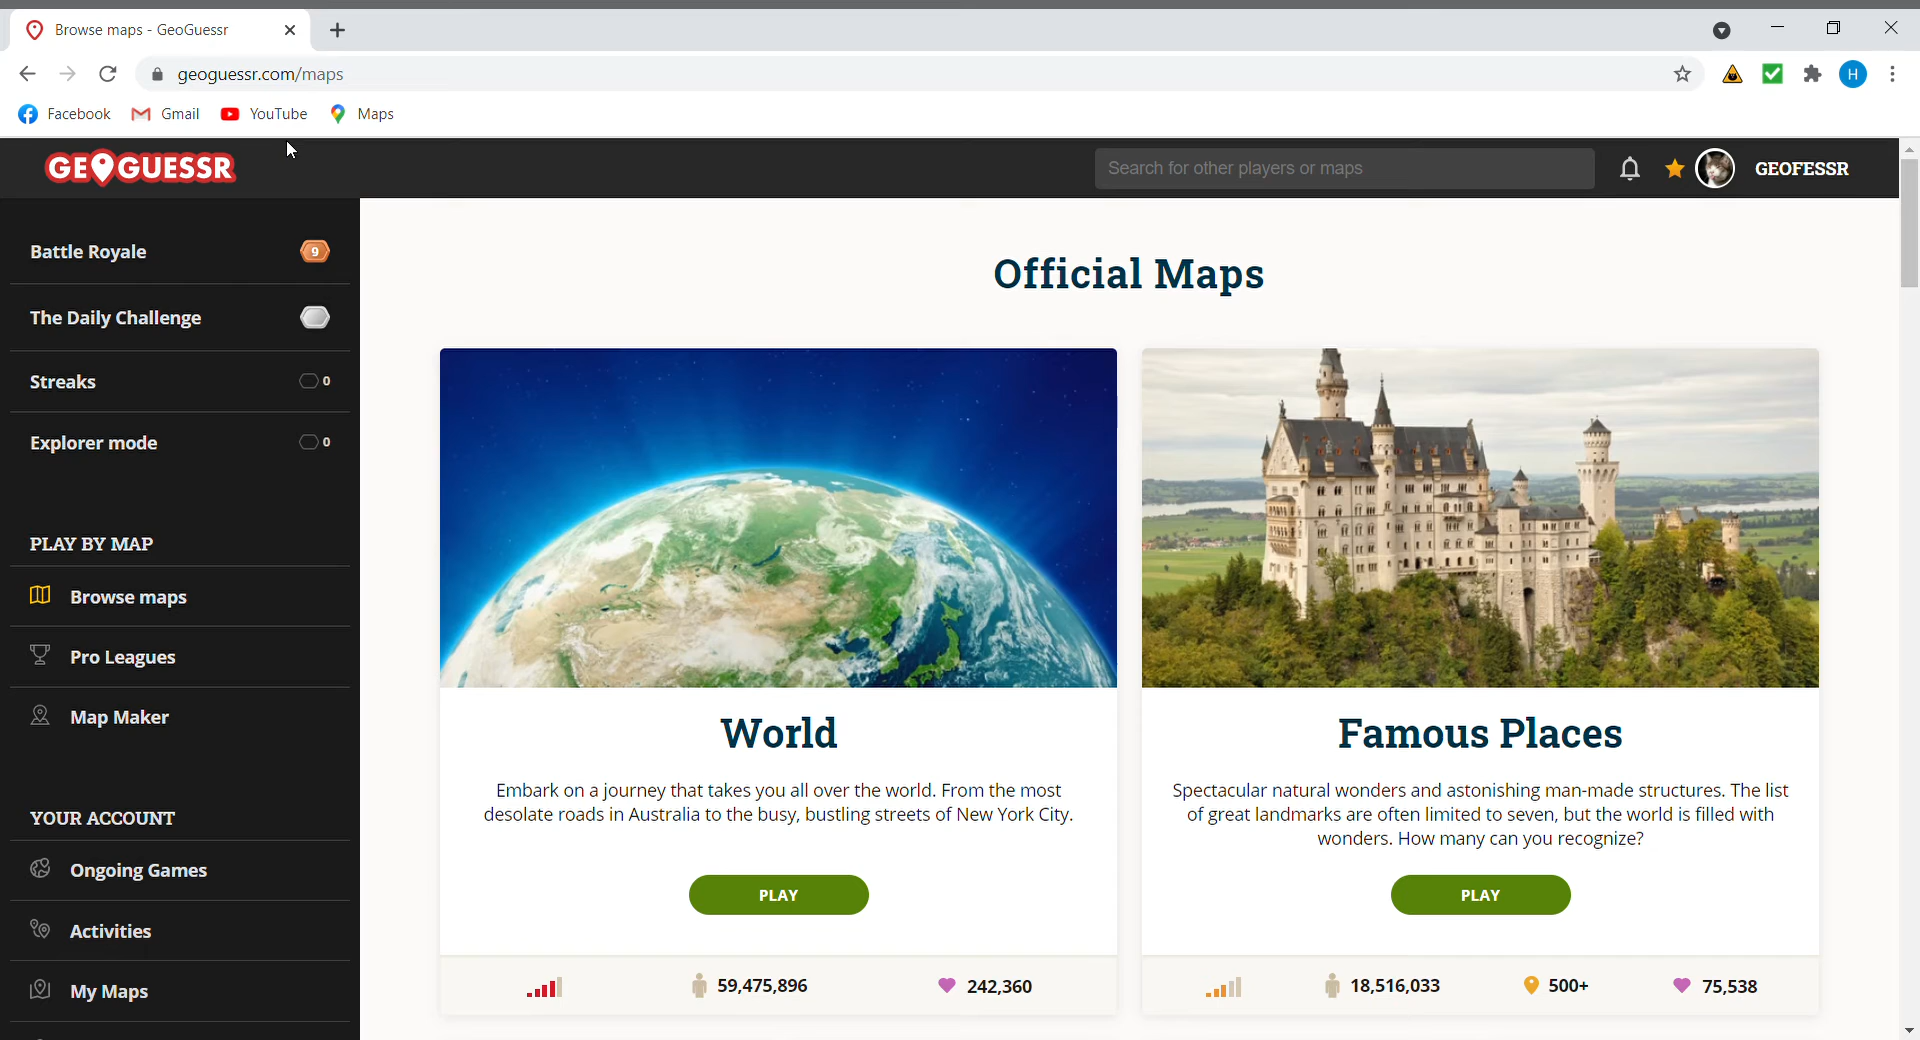 Browse maps - GeoGuessr
geoguessr.com/maps
H
Facebook Gmail YouTube Maps
GEOGUESSR
Search for other players or maps
GEOFESSR
Battle Royale 9
The Daily Challenge
Streaks 0
Explorer mode 0
PLAY BY MAP
Browse maps
Pro Leagues
Map Maker
YOUR ACCOUNT
Ongoing Games
Activities
My Maps
Official Maps
World
Embark on a journey that takes you all over the world. From the most
desolate roads in Australia to the busy, bustling streets of New York City.
PLAY
59,475,896 242,360
Famous Places
Spectacular natural wonders and astonishing man-made structures. The list
of great landmarks are often limited to seven, but the world is filled with
wonders. How many can you recognize?
PLAY
18,516,033 500+ 75,538